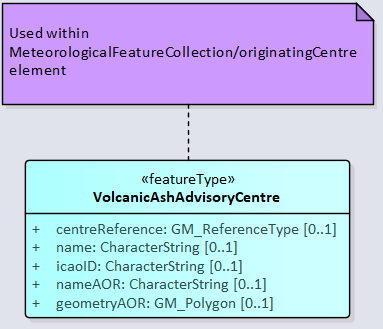 Used within
MeteorologicalFeatureCollection/originatingCentre
element
«featureType»
VolcanicAshAdvisoryCentre
+ centreReference: GM_ReferenceType [0..1]
+ name: CharacterString [0..1]
+ icaoID: CharacterString [0..1]
+ nameAOR: CharacterString [0..1]
+ geometryAOR: GM_Polygon [0..1]